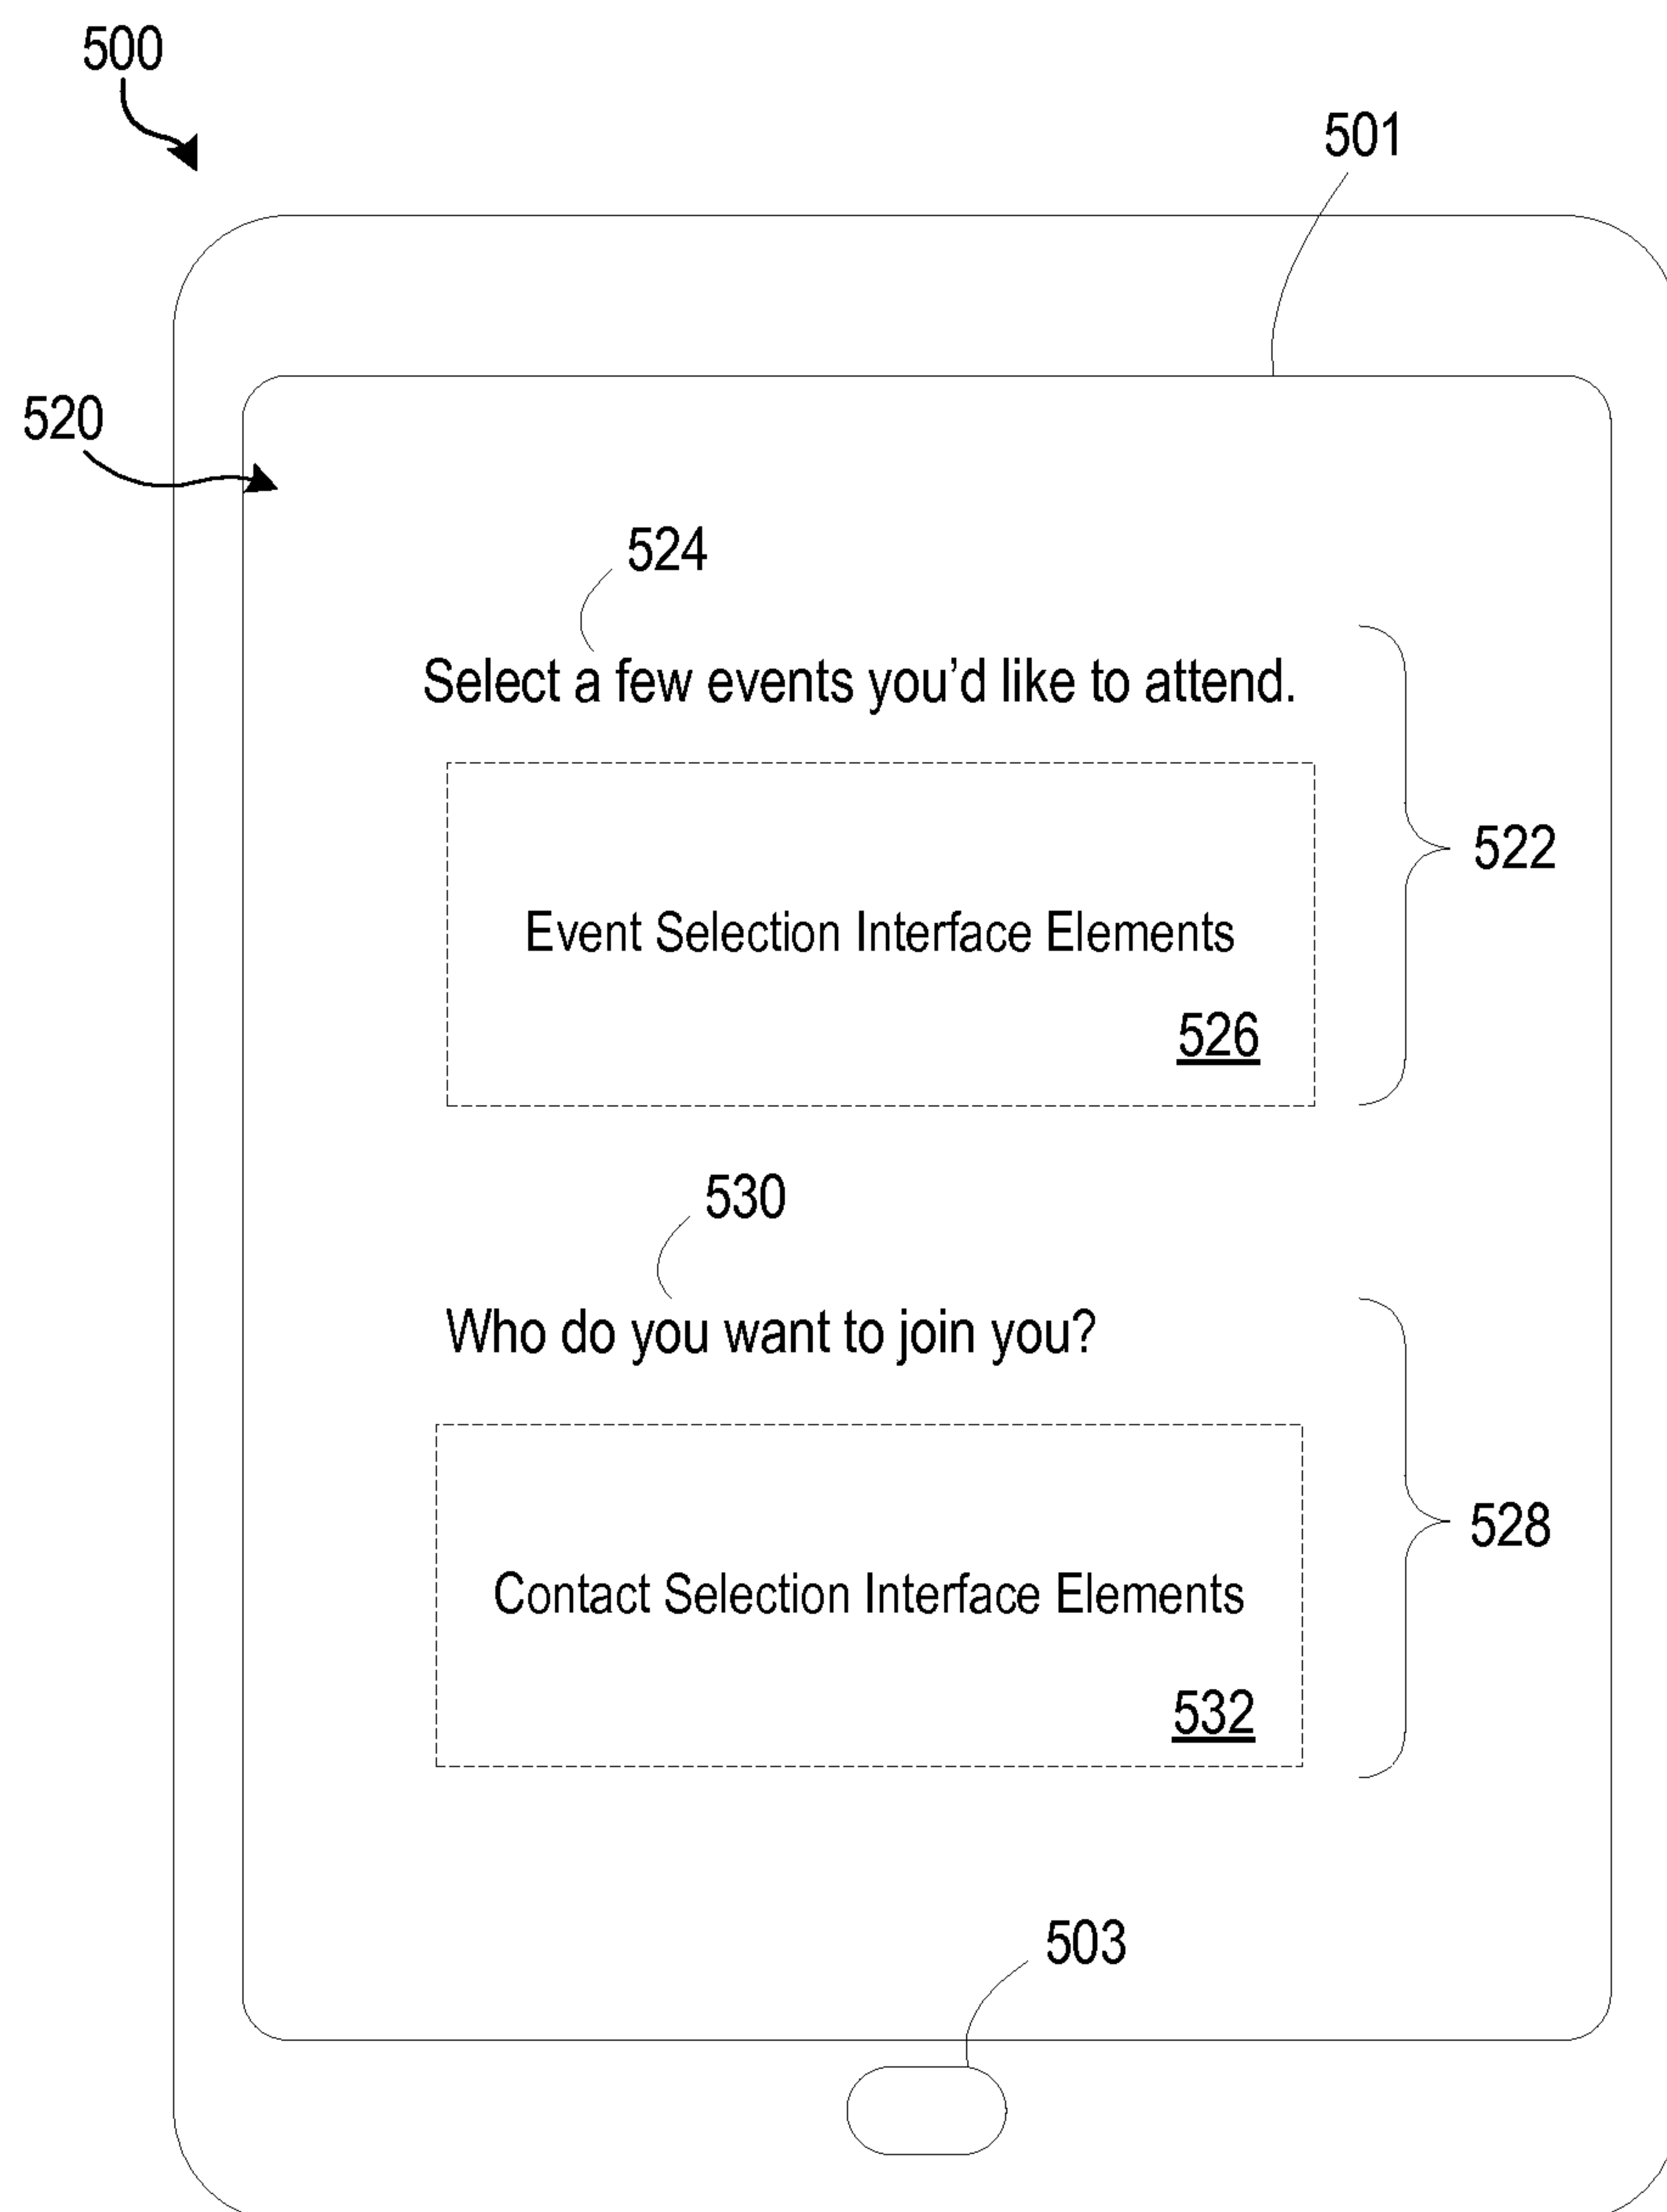 500
501
520
524
Select a few events you'd like to attend.
522
Event Selection Interface Elements
526
530
Who do you want to join you?
528
Contact Selection Interface Elements
532
503